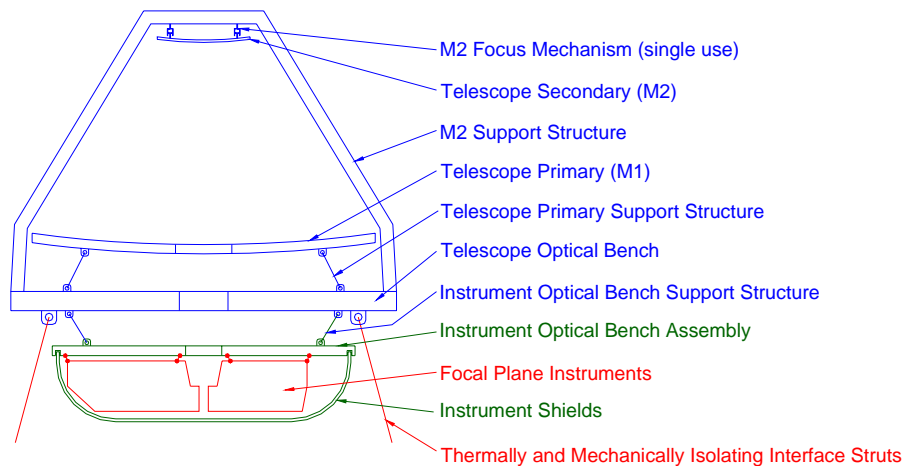 M2 Focus Mechanism (single use)
Telescope Secondary (M2)
M2 Support Structure
Telescope Primary (M1)
Telescope Primary Support Structure
Telescope Optical Bench
Instrument Optical Bench Support Structure
Instrument Optical Bench Assembly
Focal Plane Instruments
Instrument Shields
Thermally and Mechanically Isolating Interface Struts